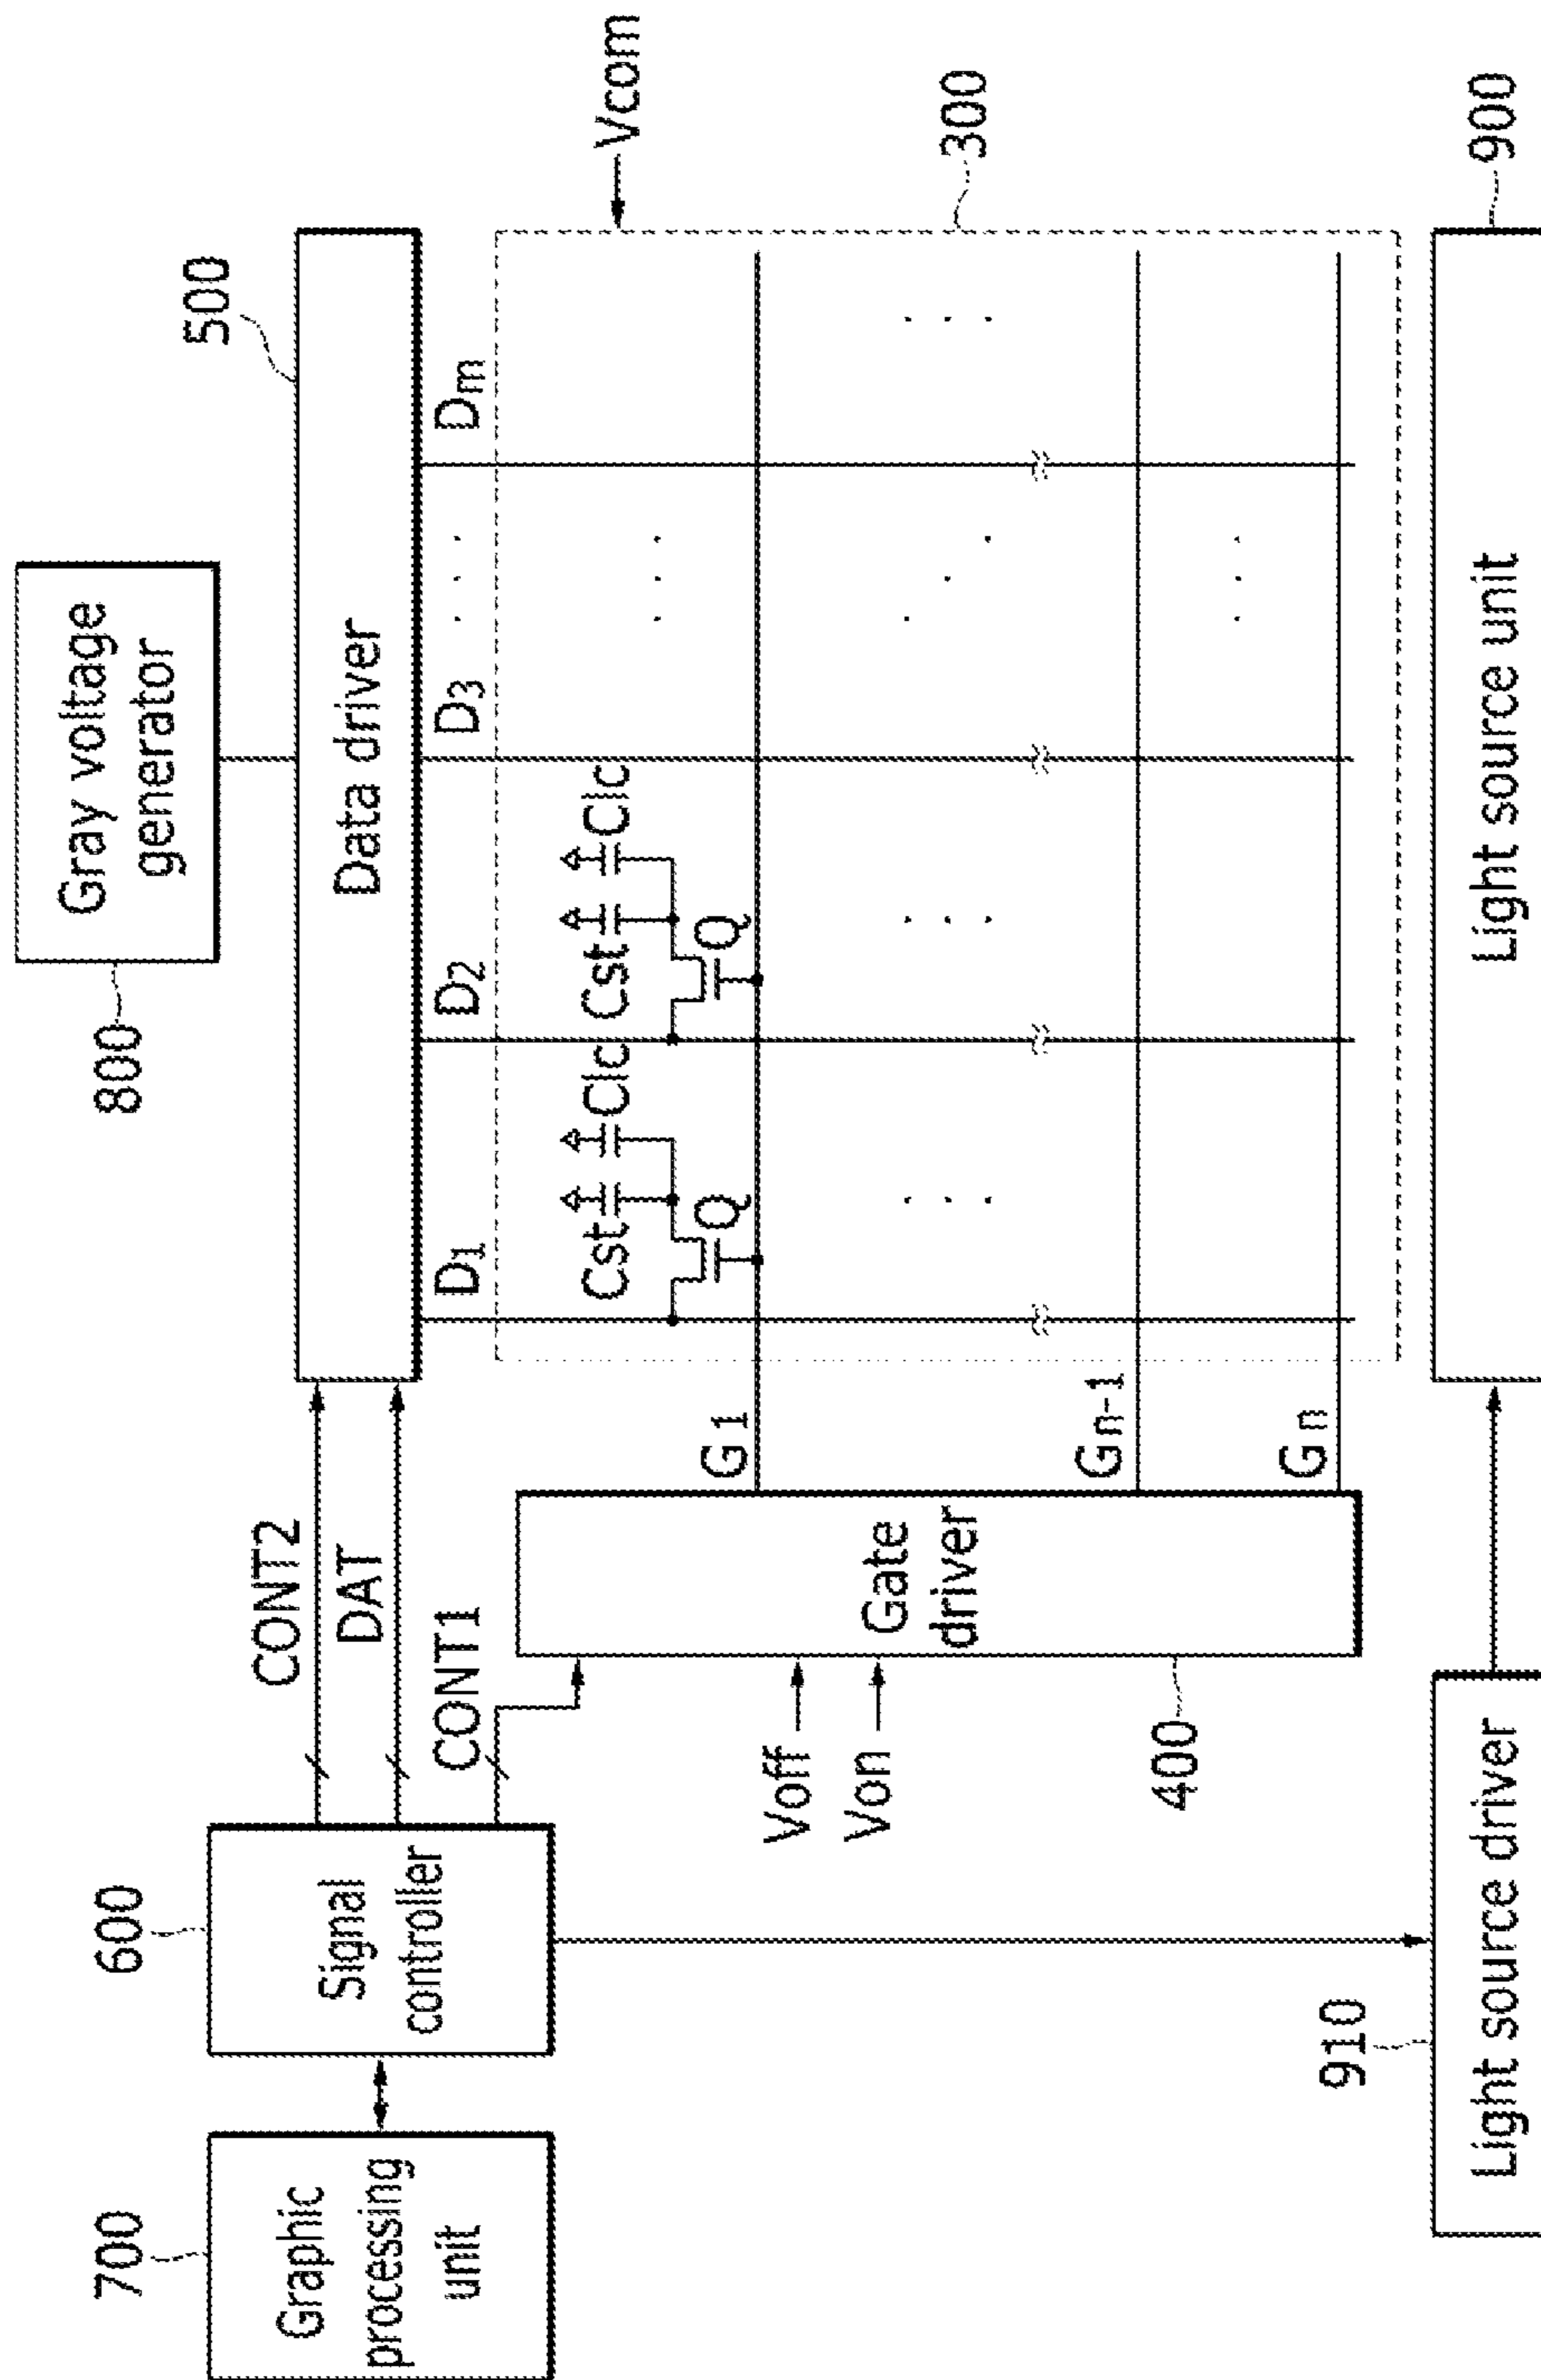 800
Gray voltage
generator
500
Data driver
700
Graphic
processing
unit
600
Signal
controller
CONT2
DAT
CONT1
D1
D2
D3
Dm
Vcom
Cst
Clc
Q
Cst
Clc
Q
300
G1
Gn-1
Gn
Voff
Von
Gate
driver
400
910
Light source driver
Light source unit
900